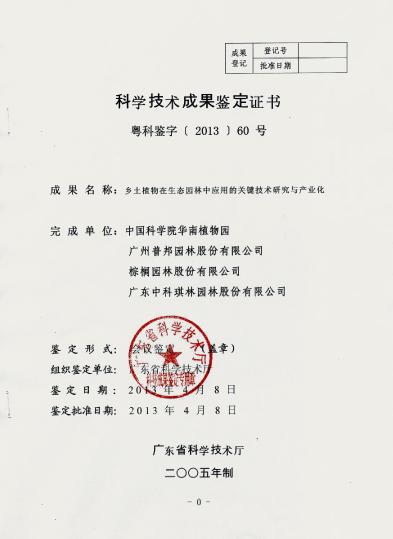 成果登记 登记号
批准日期
科学技术成果鉴定证书
粤科鉴字〔 2013 〕60 号
成 果 名 称：乡土植物在生态园林中应用的关键技术研究与产业化
完 成 单 位：中国科学院华南植物园
广州普邦园林股份有限公司
棕榈园林股份有限公司
广东中科琪林园林股份有限公司
鉴 定 形 式：会议鉴定 （盖章）
组织鉴定单位：广东省科学技术厅
鉴 定 日 期：2013 年 4 月 8 日
鉴定批准日期：2013 年 4 月 8 日
广东省科学技术厅
科技成果鉴定专用章
广东省科学技术厅
二〇〇五年制
- 0 -